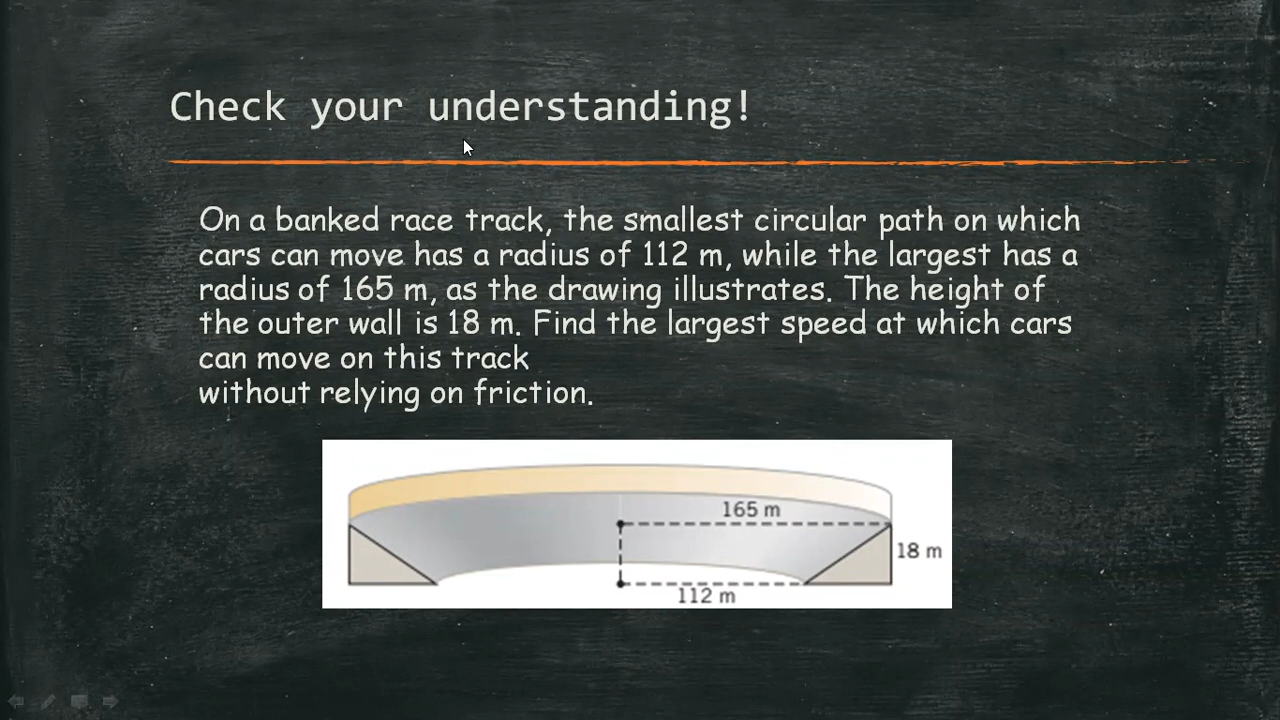 Check your understanding!
On a banked race track, the smallest circular path on which
cars can move has a radius of 112 m, while the largest has a
radius of 165 m, as the drawing illustrates. The height of
the outer wall is 18 m. Find the largest speed at which cars
can move on this track
without relying on friction.
165 m
18 m
112 m